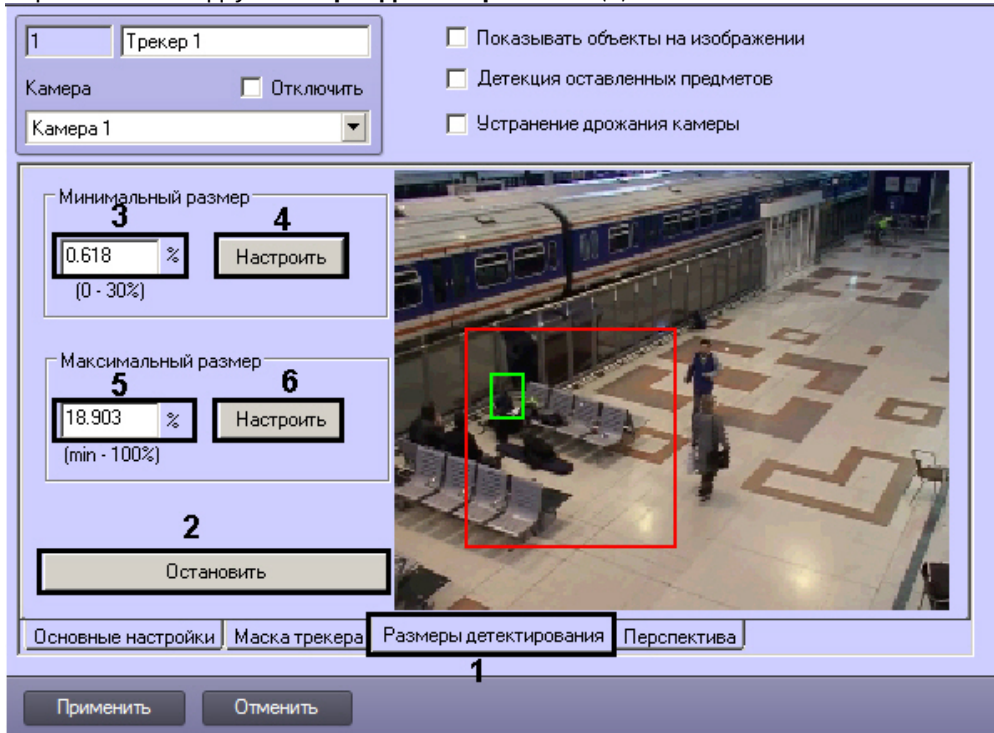 1 Трекер 1
Камера Отключить
Камера 1
Показывать объекты на изображении
Детекция оставленных предметов
Устранение дрожания камеры
Минимальный размер
3 4
0.618 % Настроить
(0 - 30%)
Максимальный размер
5 6
18.903 % Настроить
(min - 100%)
2
Остановить
Основные настройки Маска трекера Размеры детектирования Перспектива
1
Применить Отменить